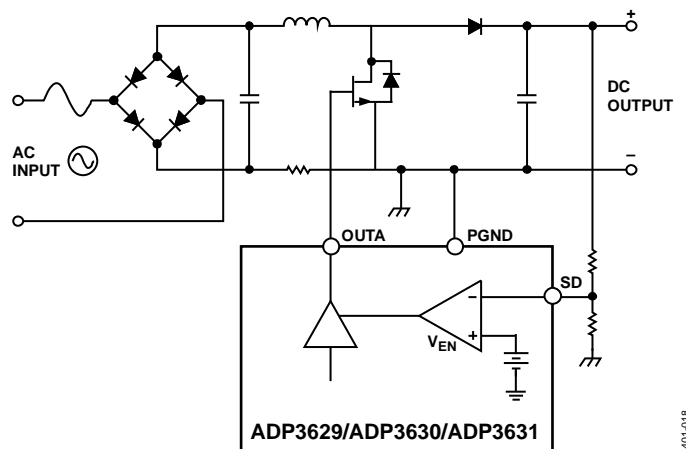 +
DC
OUTPUT
AC
INPUT
–
OUTA
PGND
SD
–
+
VEN
ADP3629/ADP3630/ADP3631